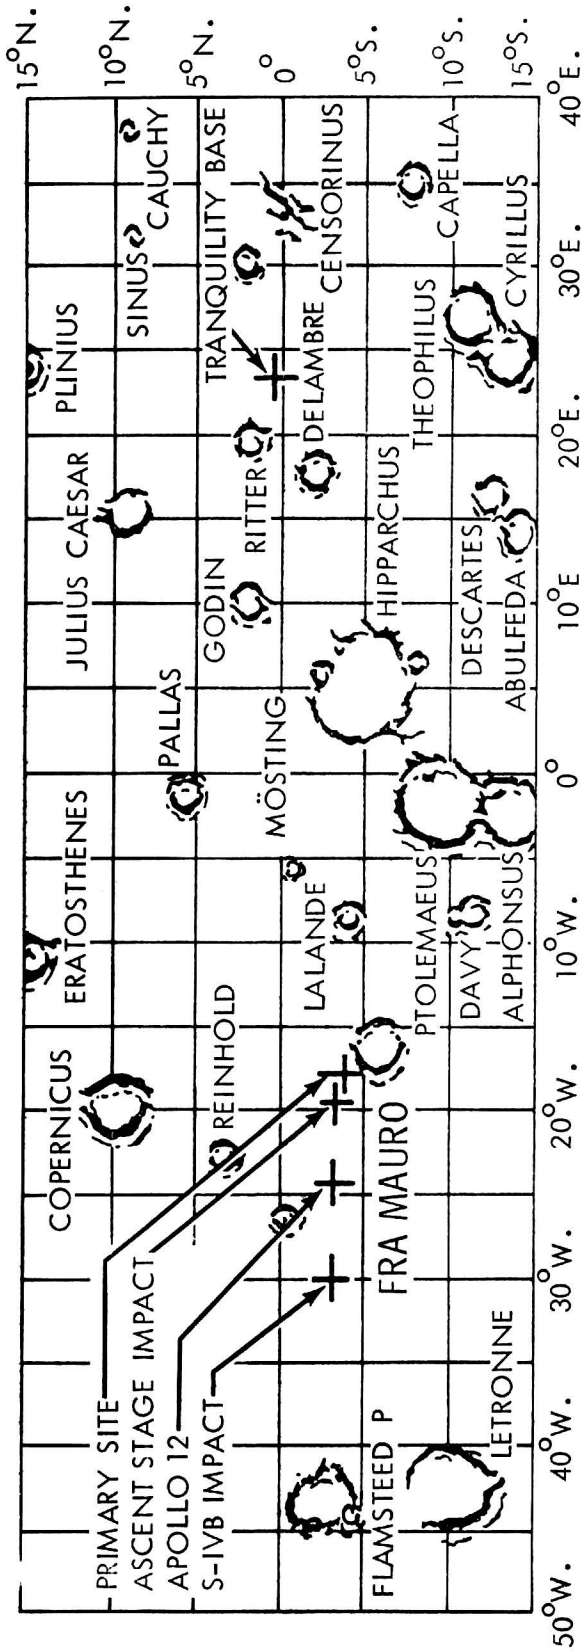 15°N.
10°N.
5°N.
0°
5°S.
10°S.
15°S.
PRIMARY SITE
ASCENT STAGE IMPACT
APOLLO 12
S-IVB IMPACT
FLAMSTEED P
LETRONNE
COPERNICUS
REINHOLD
FRA MAURO
ERATOSTHENES
LALANDE
PTOLEMAEUS
DAVY
ALPHONSUS
PALLAS
MÖSTING
JULIUS CAESAR
GODIN
RITTER
HIPPARCHUS
DESCARTES
ABULFEDA
PLINIUS
SINUS
CAUCHY
TRANQUILITY BASE
DELAMBRE
CENSORINUS
THEOPHILUS
CAPELLA
CYRILLUS
50°W.
40°W.
30°W.
20°W.
10°W.
0°
10°E
20°E.
30°E.
40°E.